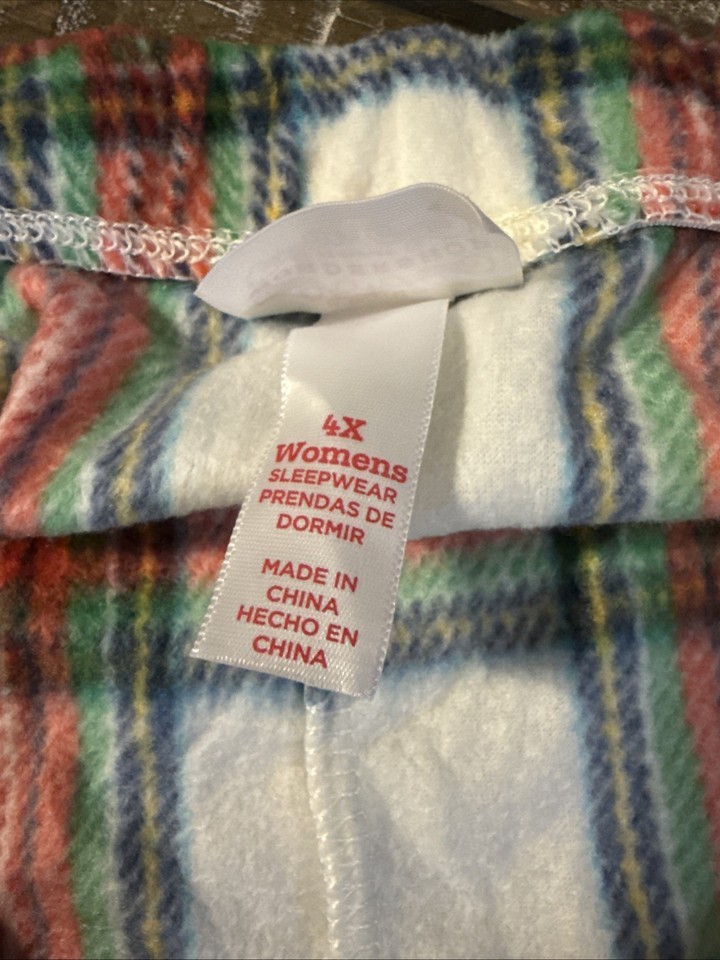 4X
Womens
SLEEPWEAR
PRENDAS DE
DORMIR
MADE IN
CHINA
HECHO EN
CHINA